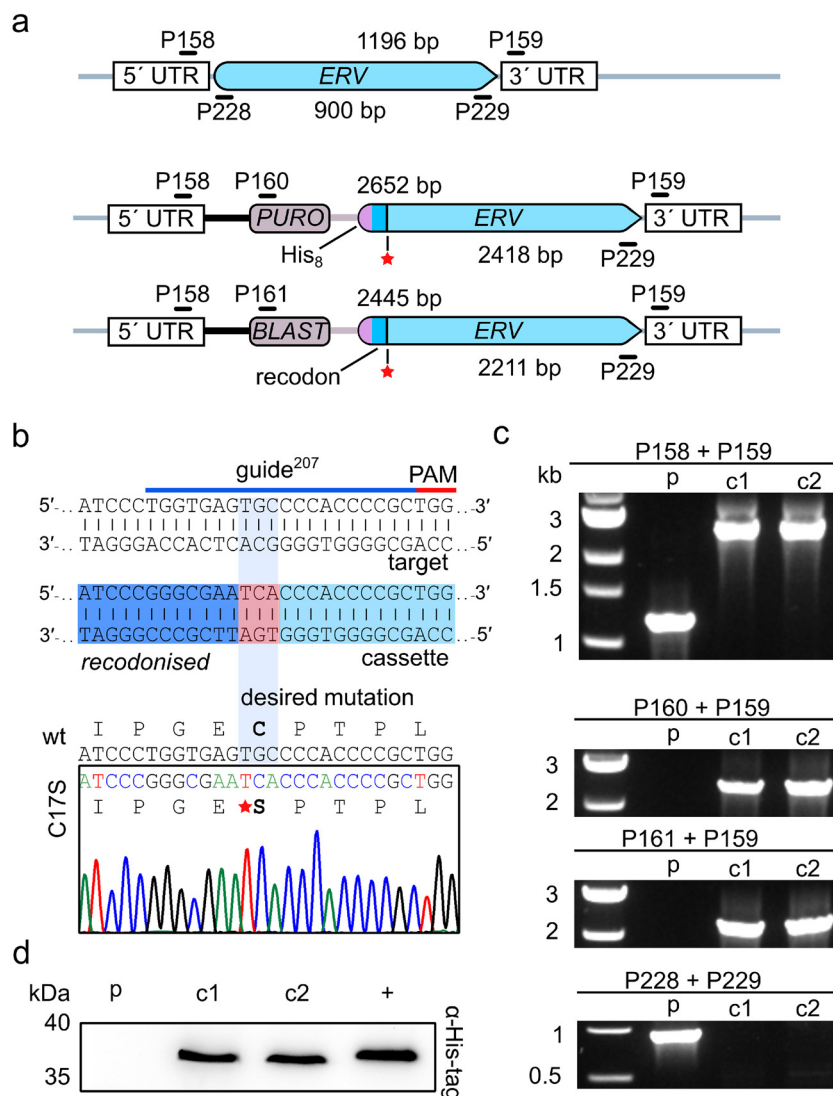 a
P158 1196 bp P159
5´ UTR ERV 3´ UTR
P228 900 bp P229
P158 P160 2652 bp P159
5´ UTR PURO ERV 3´ UTR
His8 2418 bp P229
P158 P161 2445 bp P159
5´ UTR BLAST ERV 3´ UTR
recodon 2211 bp P229
b
guide207 PAM
5′-..ATCCCTGGTGAGTGCCCCACCCCGCTGG..-3′
3′-..TAGGGACCACTCACGGGGTGGGGCGACC..-5′
target
5′-..ATCCCGGGCGAATCACCCACCCCGCTGG..-3′
3′-..TAGGGCCCGCTTAGTGGGTGGGGCGACC..-5′
recodonised cassette
desired mutation
wt I P G E C P T P L
ATCCCTGGTGAGTGCCCCACCCCGCTGG
C17S ATCCCGGGCGAATCACCCACCCCGCTGG
I P G E S P T P L
c
P158 + P159
kb p c1 c2
3
2
1.5
1
P160 + P159
p c1 c2
3
2
P161 + P159
p c1 c2
3
2
P228 + P229
p c1 c2
1
0.5
d
kDa p c1 c2 +
40
35
α-His-tag